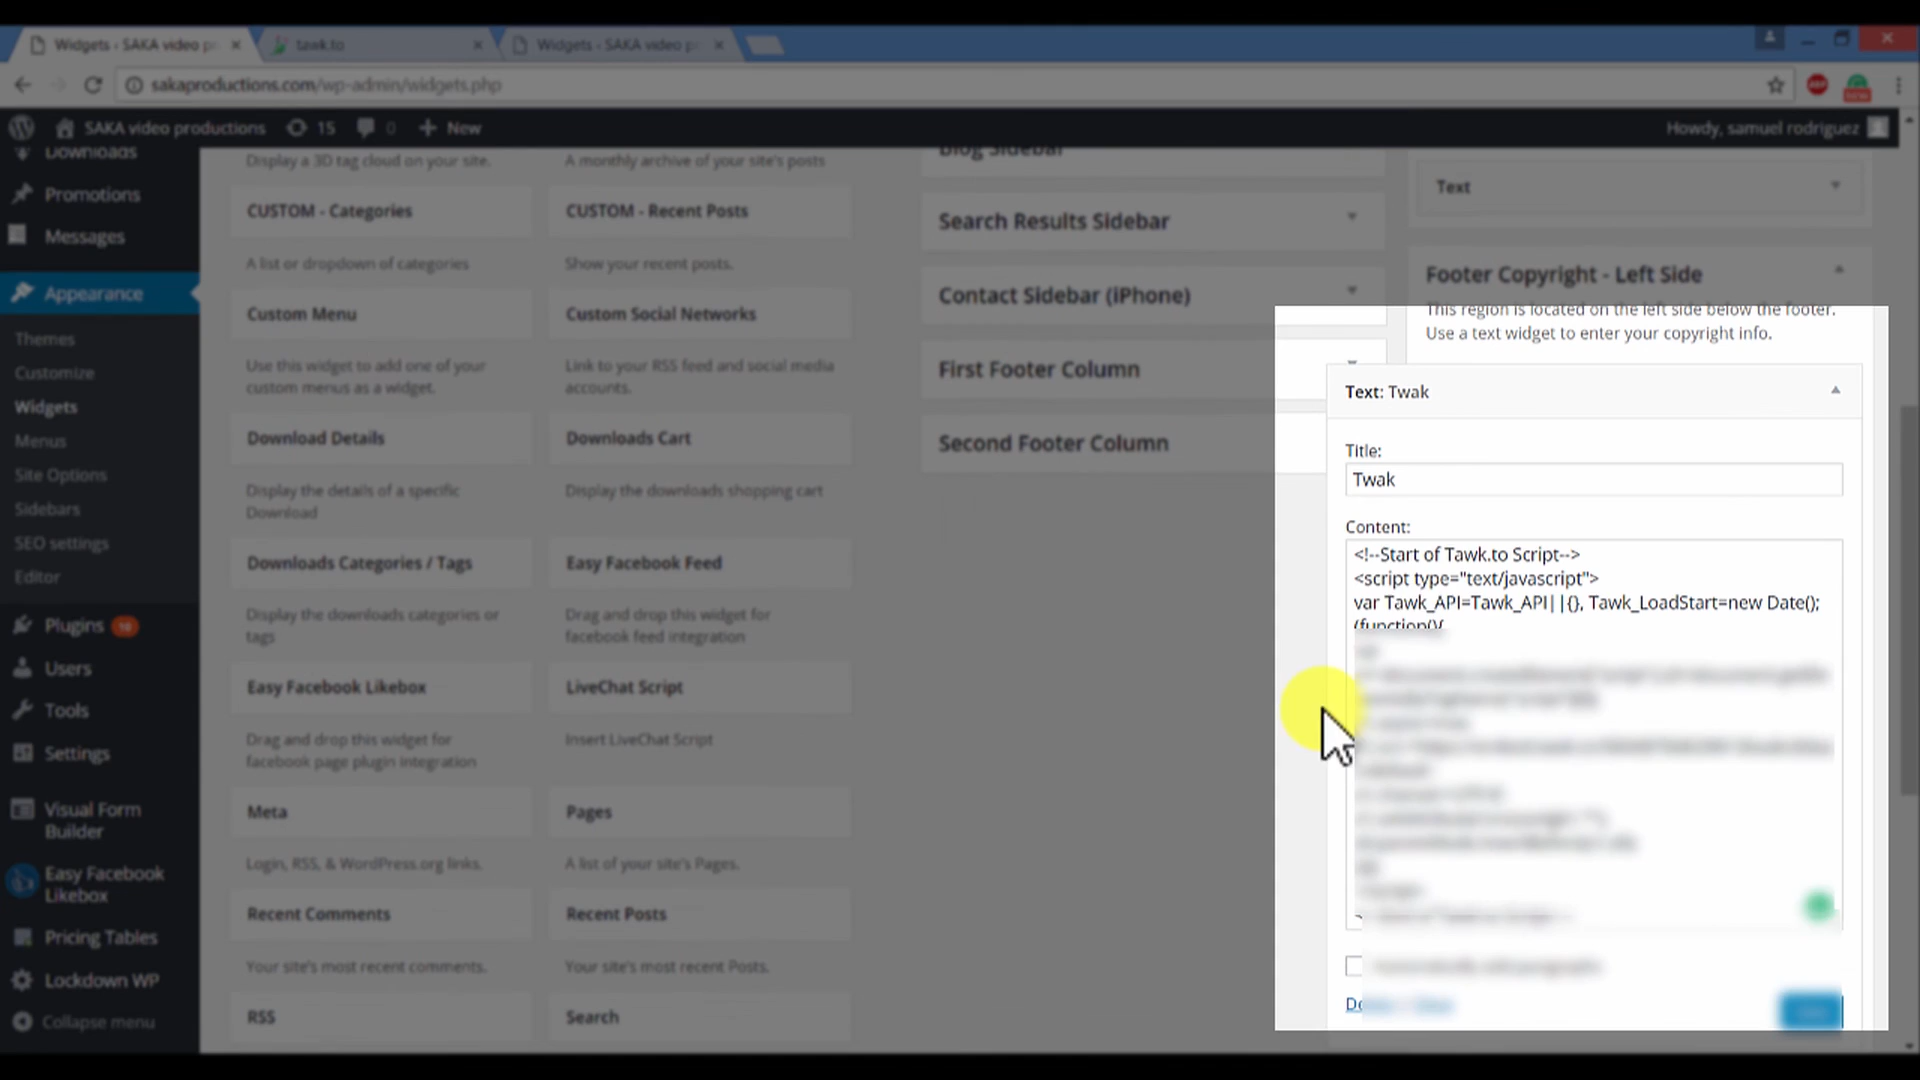 Widgets ‹ SAKA video pr
tawk.to
Widgets ‹ SAKA video pr
sakaproductions.com/wp-admin/widgets.php
SAKA video productions
15
0
New
Howdy, samuel rodriguez
Downloads
Promotions
Messages
Appearance
Themes
Customize
Widgets
Menus
Site Options
Sidebars
SEO settings
Editor
Plugins 10
Users
Tools
Settings
Visual Form
Builder
Easy Facebook
Likebox
Pricing Tables
Lockdown WP
Collapse menu
Display a 3D tag cloud on your site.
CUSTOM - Categories
A list or dropdown of categories
Custom Menu
Use this widget to add one of your
custom menus as a widget.
Download Details
Display the details of a specific
Download
Downloads Categories / Tags
Display the downloads categories or
tags
Easy Facebook Likebox
Drag and drop this widget for
facebook page plugin integration
Meta
Login, RSS, & WordPress.org links.
Recent Comments
Your site's most recent comments.
RSS
A monthly archive of your site's posts
CUSTOM - Recent Posts
Show your recent posts.
Custom Social Networks
Link to your RSS feed and social media
accounts.
Downloads Cart
Display the downloads shopping cart
Easy Facebook Feed
Drag and drop this widget for
facebook feed integration
LiveChat Script
Insert LiveChat Script
Pages
A list of your site's Pages.
Recent Posts
Your site's most recent Posts.
Search
Blog Sidebar
Search Results Sidebar
Contact Sidebar (iPhone)
First Footer Column
Second Footer Column
Text
Footer Copyright - Left Side
This region is located on the left side below the footer.
Use a text widget to enter your copyright info.
Text: Twak
Title:
Twak
Content:
<!--Start of Tawk.to Script-->
<script type="text/javascript">
var Tawk_API=Tawk_API||{}, Tawk_LoadStart=new Date();
(function(){